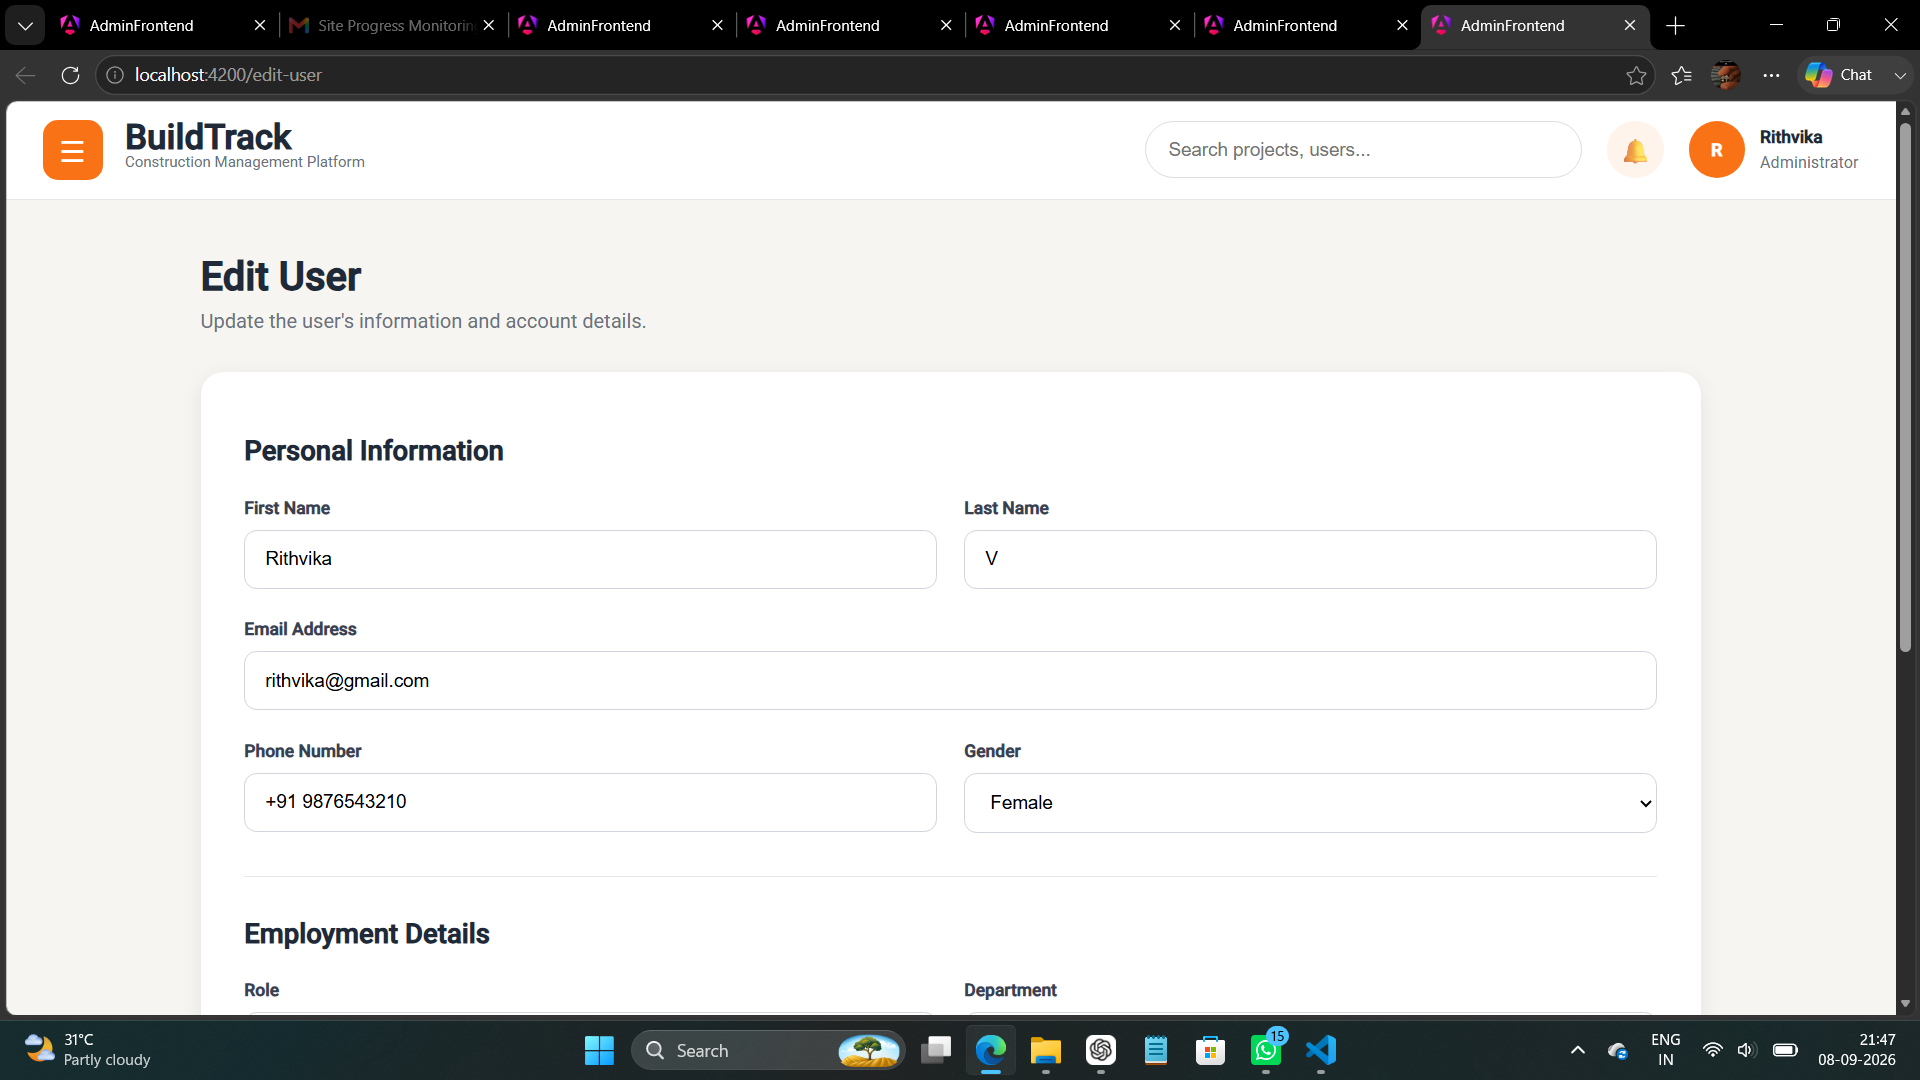 AdminFrontend
Site Progress Monitorin
AdminFrontend
AdminFrontend
AdminFrontend
AdminFrontend
AdminFrontend
localhost:4200/edit-user
Chat
BuildTrack
Construction Management Platform
Search projects, users...
R
Rithvika
Administrator
Edit User
Update the user's information and account details.
Personal Information
First Name
Last Name
Rithvika
V
Email Address
rithvika@gmail.com
Phone Number
Gender
+91 9876543210
Female
Employment Details
Role
Department
31°C
Partly cloudy
Search
15
ENG
IN
21:47
08-09-2026